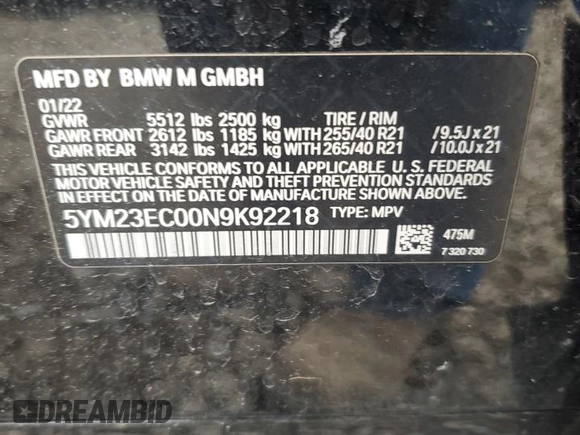 MFD BY BMW M GMBH
01/22
GVWR 5512 lbs 2500 kg TIRE / RIM
GAWR FRONT 2612 lbs 1185 kg WITH 255/40 R21 /9.5J x 21
GAWR REAR 3142 lbs 1425 kg WITH 265/40 R21 /10.0J x 21
THIS VEHICLE CONFORMS TO ALL APPLICABLE U. S. FEDERAL
MOTOR VEHICLE SAFETY AND THEFT PREVENTION STANDARDS
IN EFFECT ON THE DATE OF MANUFACTURE SHOWN ABOVE.
5YM23EC00N9K92218 TYPE: MPV
475M
7 320 730
DREAMBID